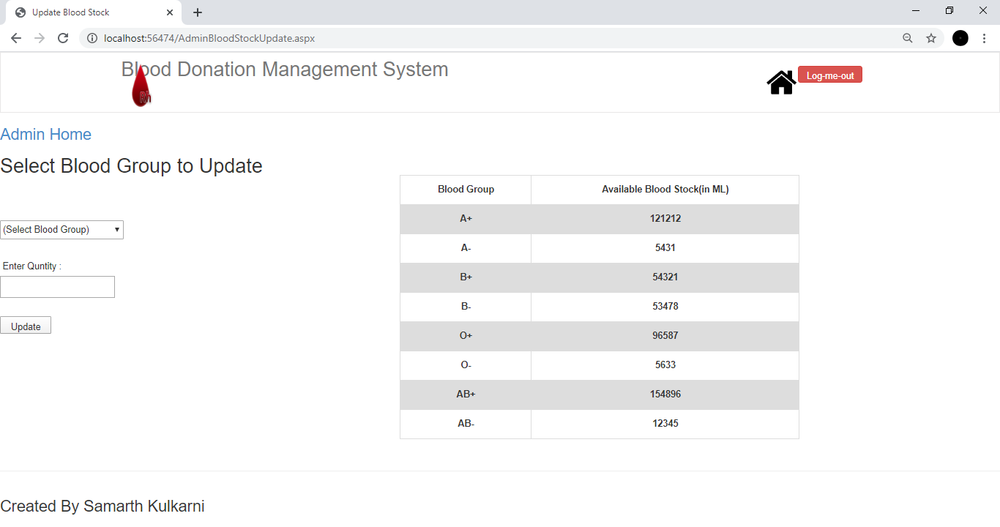 Update Blood Stock
localhost:56474/AdminBloodStockUpdate.aspx
Blood Donation Management System
Rh
Log-me-out
Admin Home
Select Blood Group to Update
(Select Blood Group)
Enter Quntity :
Update
Blood Group Available Blood Stock(in ML)
A+ 121212
A- 5431
B+ 54321
B- 53478
O+ 96587
O- 5633
AB+ 154896
AB- 12345
Created By Samarth Kulkarni